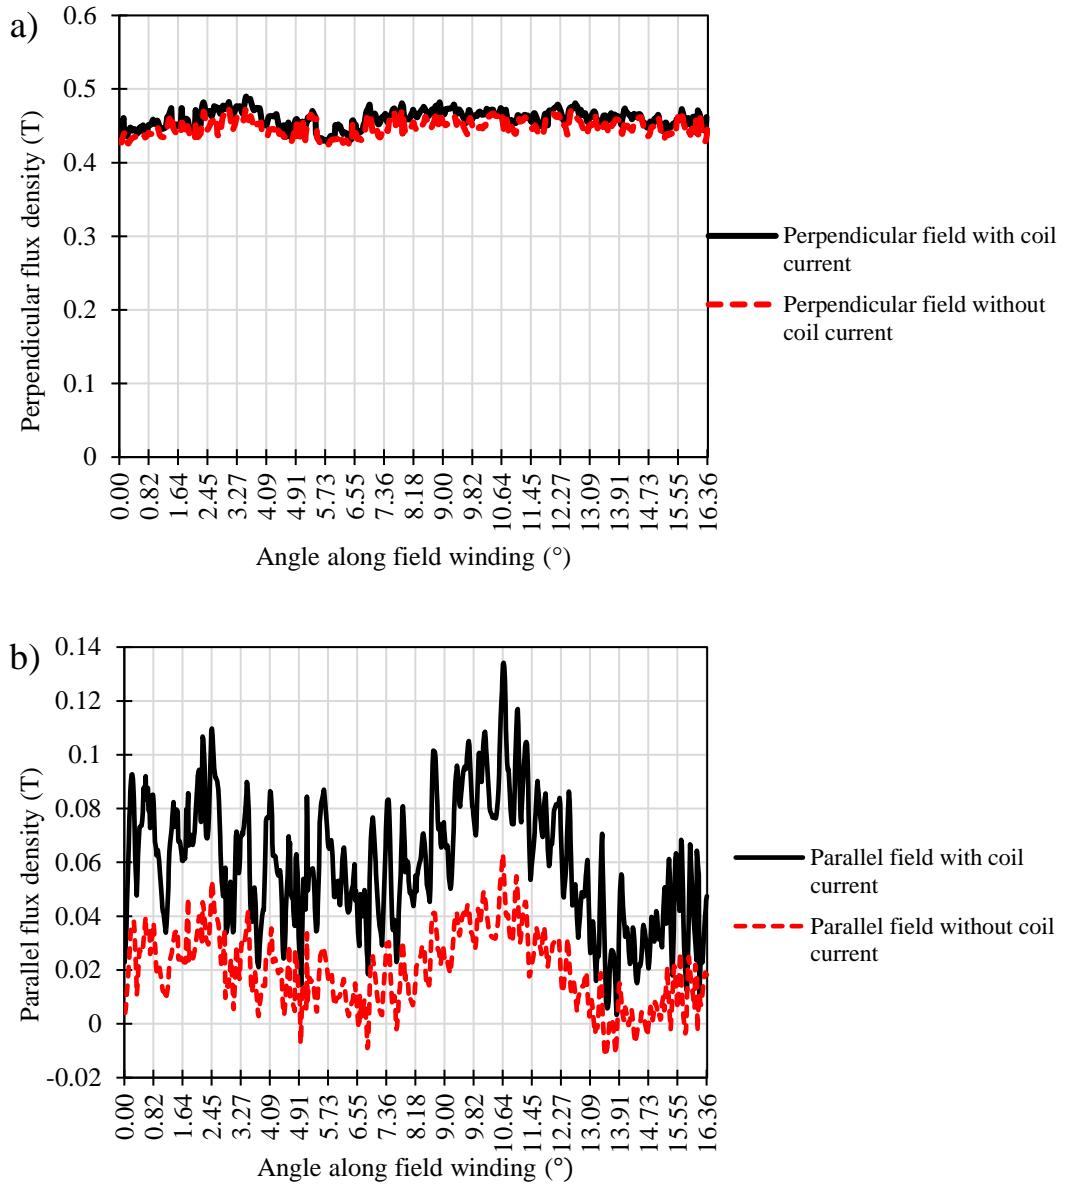 a)
0.6
0.5
0.4
0.3
0.2
0.1
0
Perpendicular flux density (T)
0.00 0.82 1.64 2.45 3.27 4.09 4.91 5.73 6.55 7.36 8.18 9.00 9.82 10.64 11.45 12.27 13.09 13.91 14.73 15.55 16.36
Angle along field winding (°)
Perpendicular field with coil
current
Perpendicular field without
coil current
b)
0.14
0.12
0.1
0.08
0.06
0.04
0.02
0
-0.02
Parallel flux density (T)
0.00 0.82 1.64 2.45 3.27 4.09 4.91 5.73 6.55 7.36 8.18 9.00 9.82 10.64 11.45 12.27 13.09 13.91 14.73 15.55 16.36
Angle along field winding (°)
Parallel field with coil
current
Parallel field without coil
current